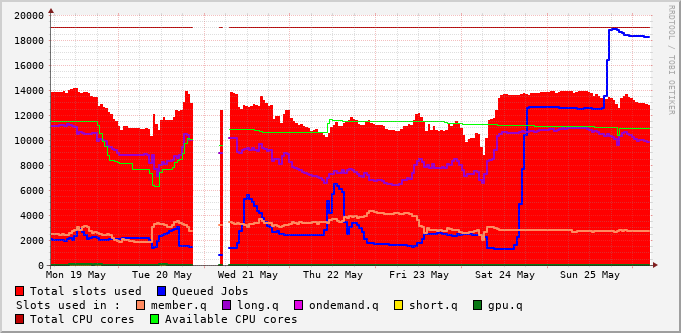 20000
18000
16000
14000
12000
10000
8000
6000
4000
2000
0
Mon 19 May Tue 20 May Wed 21 May Thu 22 May Fri 23 May Sat 24 May Sun 25 May
Total slots used Queued Jobs
Slots used in : member.q long.q ondemand.q short.q gpu.q
Total CPU cores Available CPU cores
RRDTOOL / TOBI OETIKER